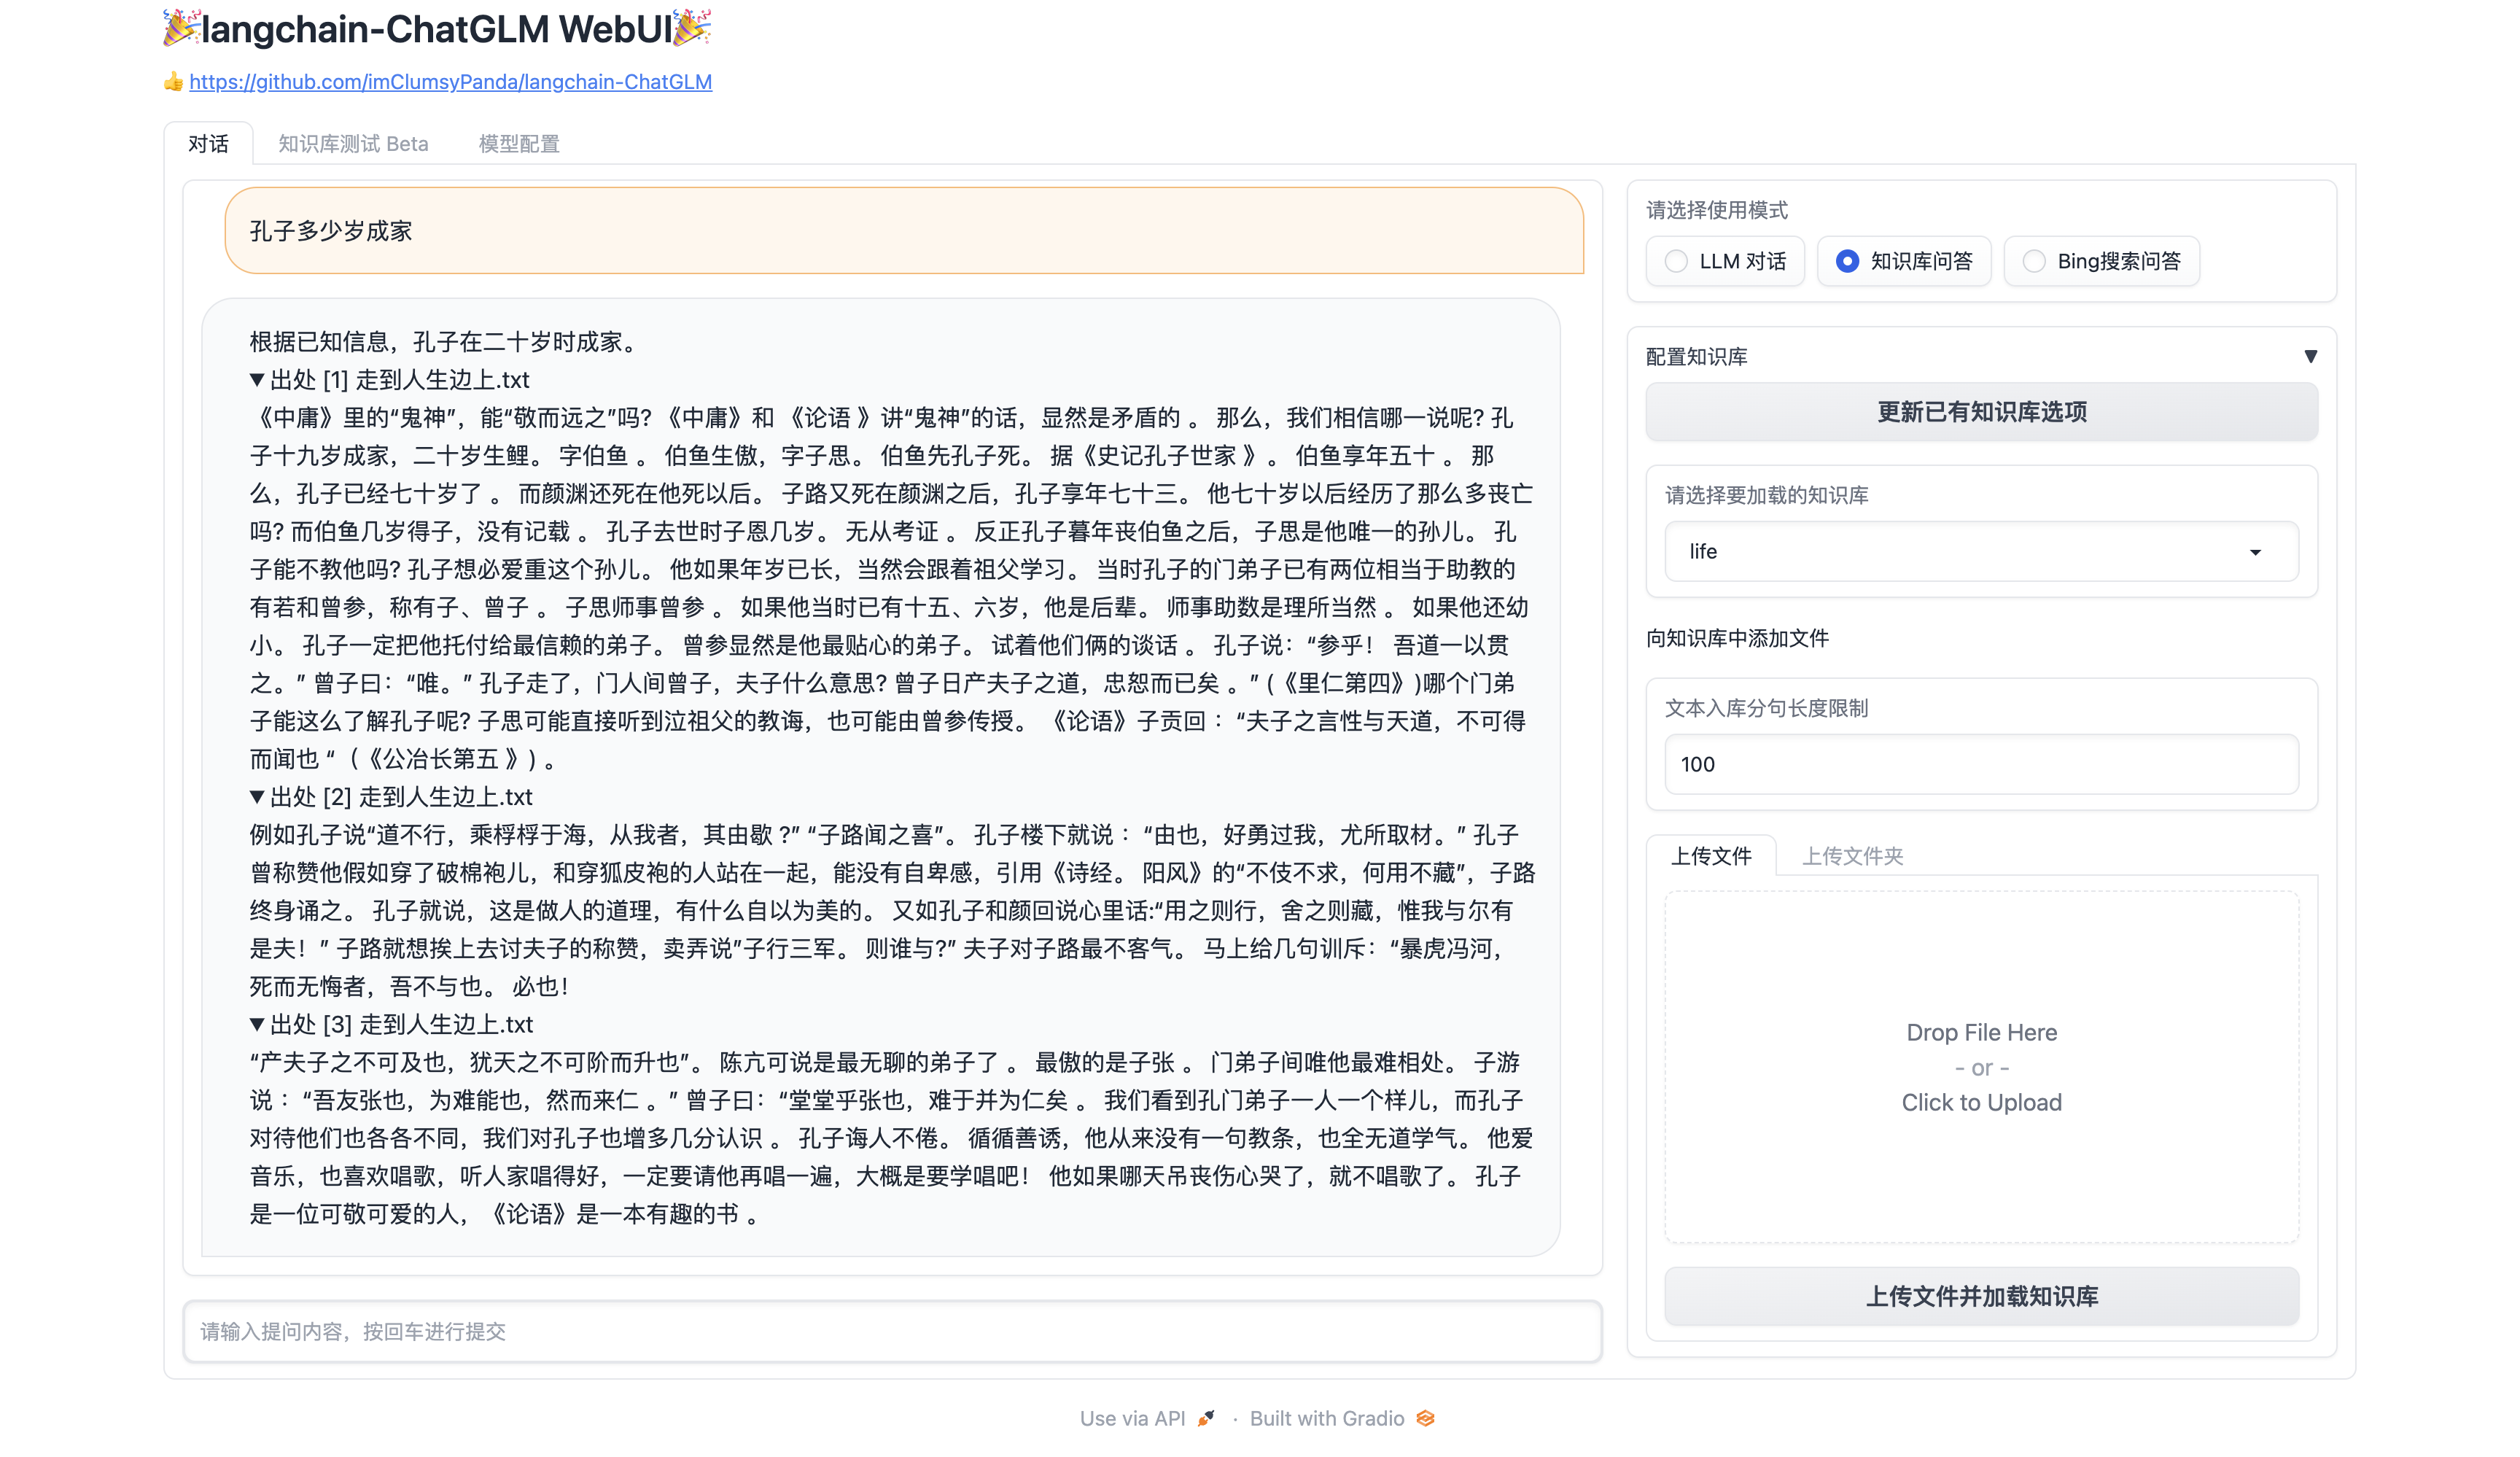 🎉langchain-ChatGLM WebUI🎉
👍 https://github.com/imClumsyPanda/langchain-ChatGLM
对话 知识库测试 Beta 模型配置
孔子多少岁成家
根据已知信息，孔子在二十岁时成家。
▼出处 [1] 走到人生边上.txt
《中庸》里的“鬼神”，能“敬而远之”吗? 《中庸》和 《论语 》讲“鬼神”的话，显然是矛盾的 。 那么，我们相信哪一说呢? 孔
子十九岁成家，二十岁生鲤。 字伯鱼 。 伯鱼生傲，字子思。 伯鱼先孔子死。 据《史记孔子世家 》。 伯鱼享年五十 。 那
么，孔子已经七十岁了 。 而颜渊还死在他死以后。 子路又死在颜渊之后，孔子享年七十三。 他七十岁以后经历了那么多丧亡
吗? 而伯鱼几岁得子，没有记载 。 孔子去世时子恩几岁。 无从考证 。 反正孔子暮年丧伯鱼之后，子思是他唯一的孙儿。 孔
子能不教他吗? 孔子想必爱重这个孙儿。 他如果年岁已长，当然会跟着祖父学习。 当时孔子的门弟子已有两位相当于助教的
有若和曾参，称有子、曾子 。 子思师事曾参 。 如果他当时已有十五、六岁，他是后辈。 师事助数是理所当然 。 如果他还幼
小。 孔子一定把他托付给最信赖的弟子。 曾参显然是他最贴心的弟子。 试着他们俩的谈话 。 孔子说：“参乎！ 吾道一以贯
之。” 曾子曰：“唯。” 孔子走了，门人间曾子，夫子什么意思? 曾子日产夫子之道，忠恕而已矣 。” (《里仁第四》)哪个门弟
子能这么了解孔子呢? 子思可能直接听到泣祖父的教诲，也可能由曾参传授。 《论语》子贡回 ：“夫子之言性与天道，不可得
而闻也 “（《公冶长第五 》) 。
▼出处 [2] 走到人生边上.txt
例如孔子说“道不行，乘桴桴于海，从我者，其由歇 ?” “子路闻之喜”。 孔子楼下就说 ：“由也，好勇过我，尤所取材。” 孔子
曾称赞他假如穿了破棉袍儿，和穿狐皮袍的人站在一起，能没有自卑感，引用《诗经。 阳风》的“不伎不求，何用不藏”，子路
终身诵之。 孔子就说，这是做人的道理，有什么自以为美的。 又如孔子和颜回说心里话:“用之则行，舍之则藏，惟我与尔有
是夫！” 子路就想挨上去讨夫子的称赞，卖弄说”子行三军。 则谁与?” 夫子对子路最不客气。 马上给几句训斥：“暴虎冯河，
死而无悔者，吾不与也。 必也！
▼出处 [3] 走到人生边上.txt
“产夫子之不可及也，犹天之不可阶而升也”。 陈亢可说是最无聊的弟子了 。 最傲的是子张 。 门弟子间唯他最难相处。 子游
说 ：“吾友张也，为难能也，然而来仁 。” 曾子曰：“堂堂乎张也，难于并为仁矣 。 我们看到孔门弟子一人一个样儿，而孔子
对待他们也各各不同，我们对孔子也增多几分认识 。 孔子诲人不倦。 循循善诱，他从来没有一句教条，也全无道学气。 他爱
音乐，也喜欢唱歌，听人家唱得好，一定要请他再唱一遍，大概是要学唱吧！ 他如果哪天吊丧伤心哭了，就不唱歌了。 孔子
是一位可敬可爱的人，《论语》是一本有趣的书 。
请输入提问内容，按回车进行提交
请选择使用模式
LLM 对话 知识库问答 Bing搜索问答
配置知识库 ▼
更新已有知识库选项
请选择要加载的知识库
life
向知识库中添加文件
文本入库分句长度限制
100
上传文件 上传文件夹
Drop File Here
- or -
Click to Upload
上传文件并加载知识库
Use via API 🚀 · Built with Gradio